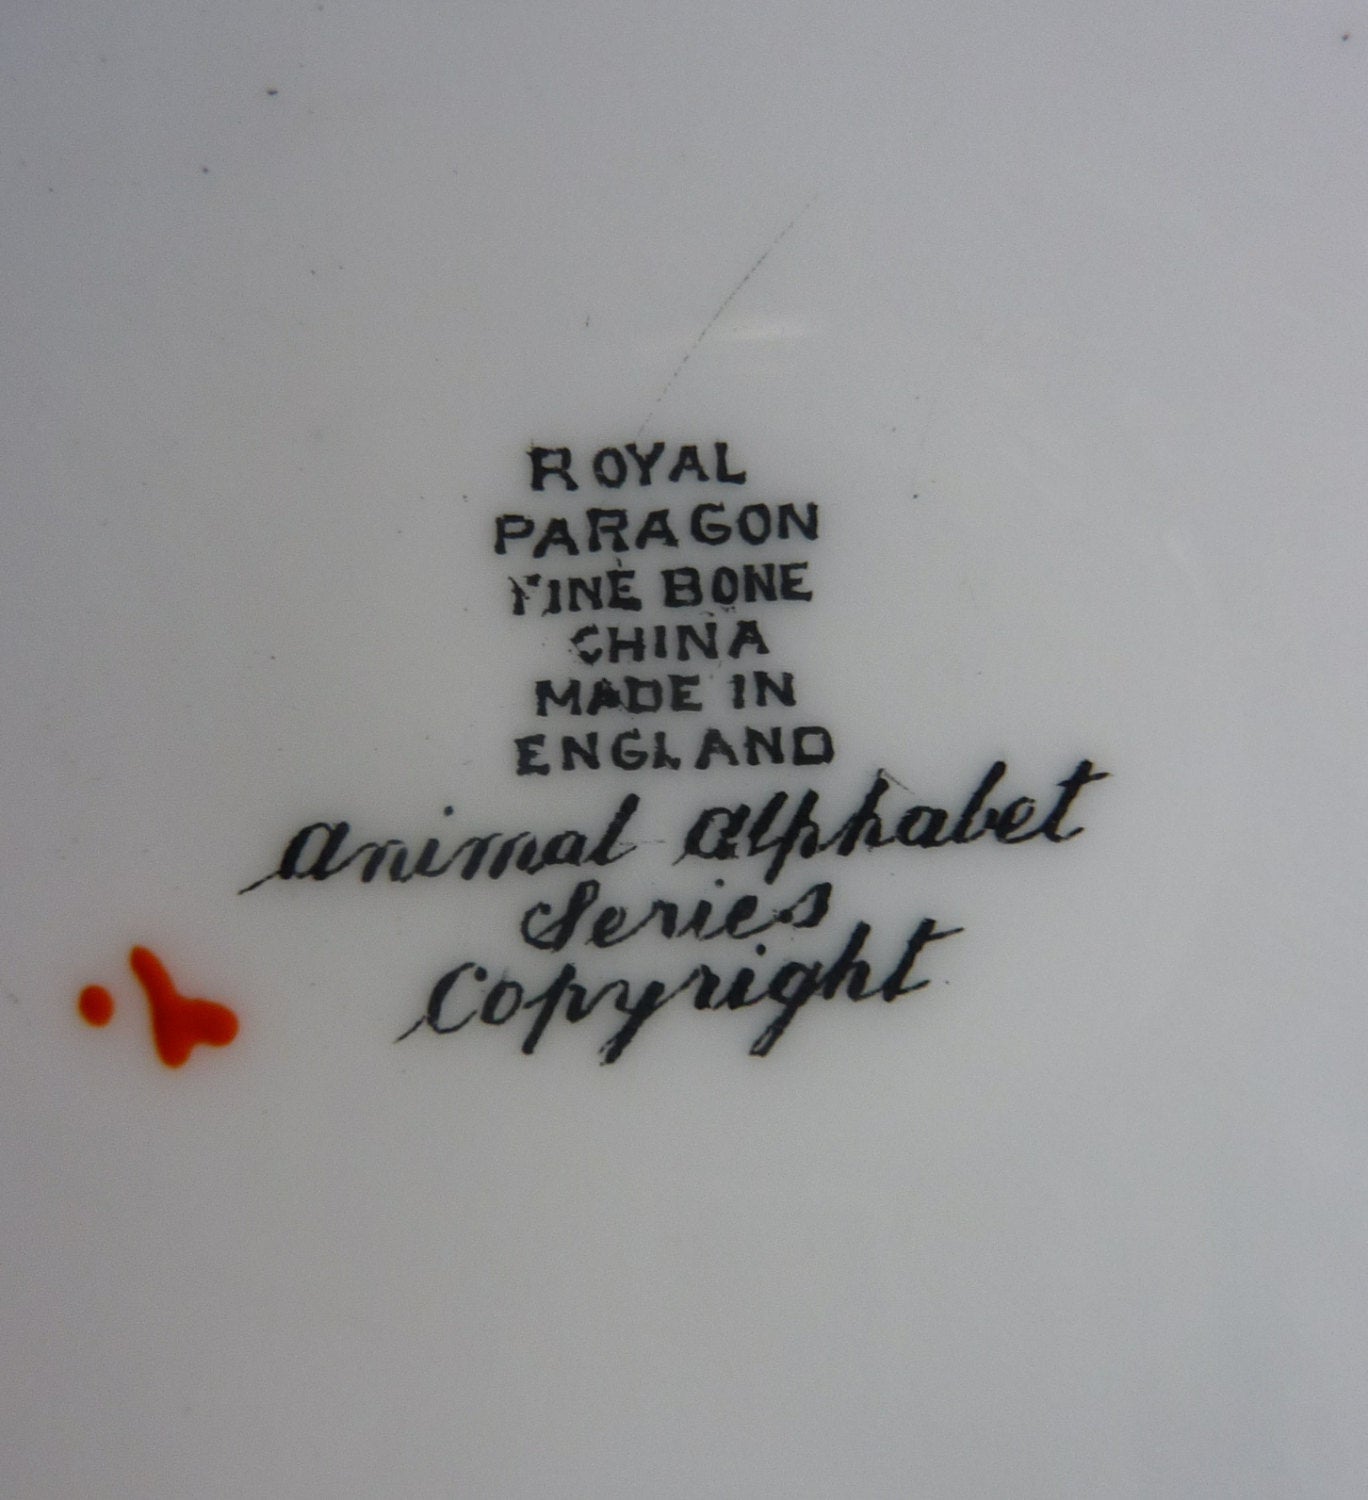 ROYAL
PARAGON
FINE BONE
CHINA
MADE IN
ENGLAND
Animal Alphabet
Series
Copyright